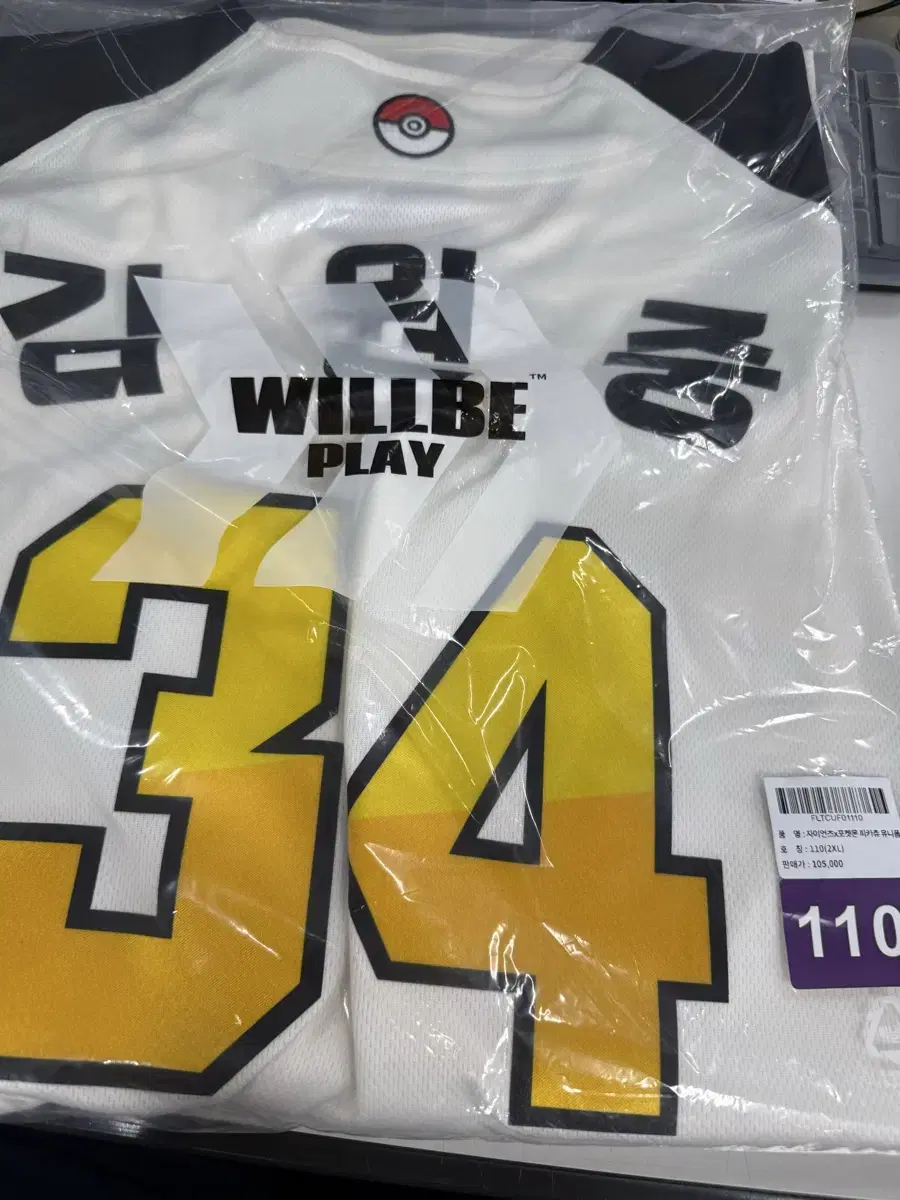 김원중
WILLBE™
PLAY
34
FLTCUF01110
품 명 : 자이언츠x포켓몬 피카츄 유니폼
호 칭 : 110(2XL)
판매가 : 105,000
110